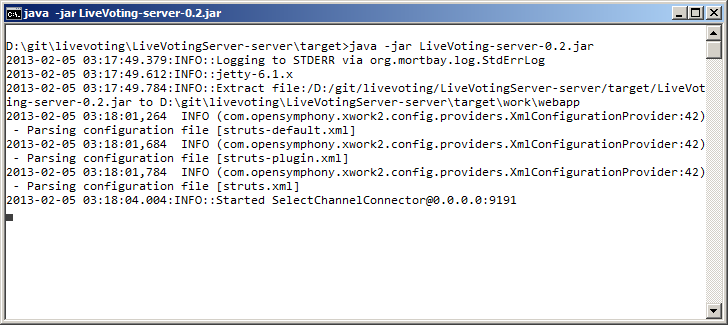 java  -jar LiveVoting-server-0.2.jar
D:\git\livevoting\LiveVotingServer-server\target>java -jar LiveVoting-server-0.2.jar
2013-02-05 03:17:49.379:INFO::Logging to STDERR via org.mortbay.log.StdErrLog
2013-02-05 03:17:49.612:INFO::jetty-6.1.x
2013-02-05 03:17:49.784:INFO::Extract file:/D:/git/livevoting/LiveVotingServer-server/target/LiveVot
ing-server-0.2.jar to D:\git\livevoting\LiveVotingServer-server\target\work\webapp
2013-02-05 03:18:01,264  INFO (com.opensymphony.xwork2.config.providers.XmlConfigurationProvider:42)
 - Parsing configuration file [struts-default.xml]
2013-02-05 03:18:01,684  INFO (com.opensymphony.xwork2.config.providers.XmlConfigurationProvider:42)
 - Parsing configuration file [struts-plugin.xml]
2013-02-05 03:18:01,784  INFO (com.opensymphony.xwork2.config.providers.XmlConfigurationProvider:42)
 - Parsing configuration file [struts.xml]
2013-02-05 03:18:04.004:INFO::Started SelectChannelConnector@0.0.0.0:9191